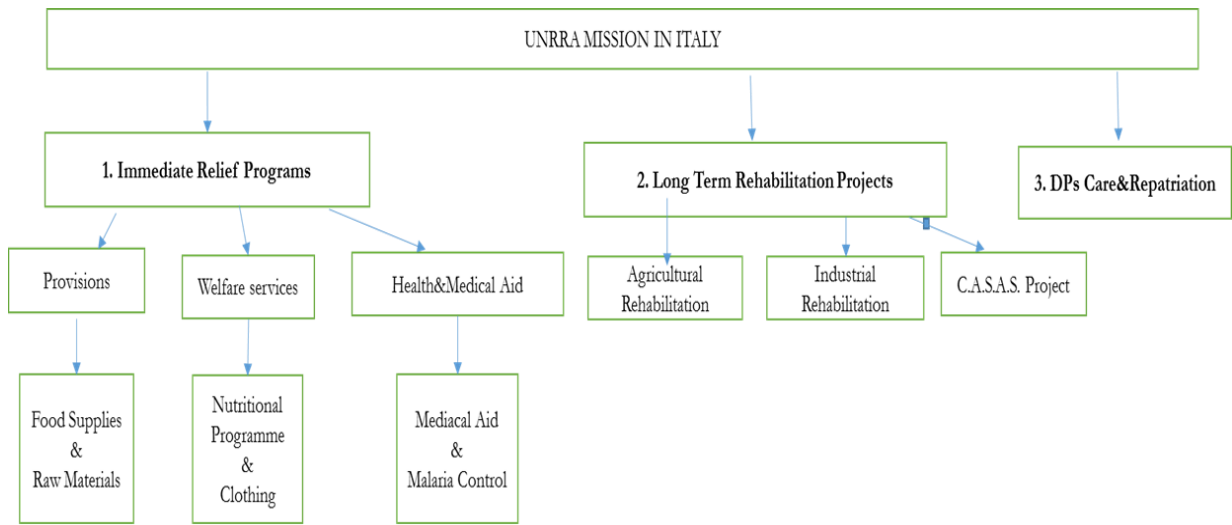 UNRRA MISSION IN ITALY
1. Immediate Relief Programs
2. Long Term Rehabilitation Projects
3. DPs Care&Repatriation
Provisions
Welfare services
Health&Medical Aid
Agricultural
Rehabilitation
Industrial
Rehabilitation
C.A.S.A.S. Project
Food Supplies
&
Raw Materials
Nutritional
Programme
&
Clothing
Mediacal Aid
&
Malaria Control